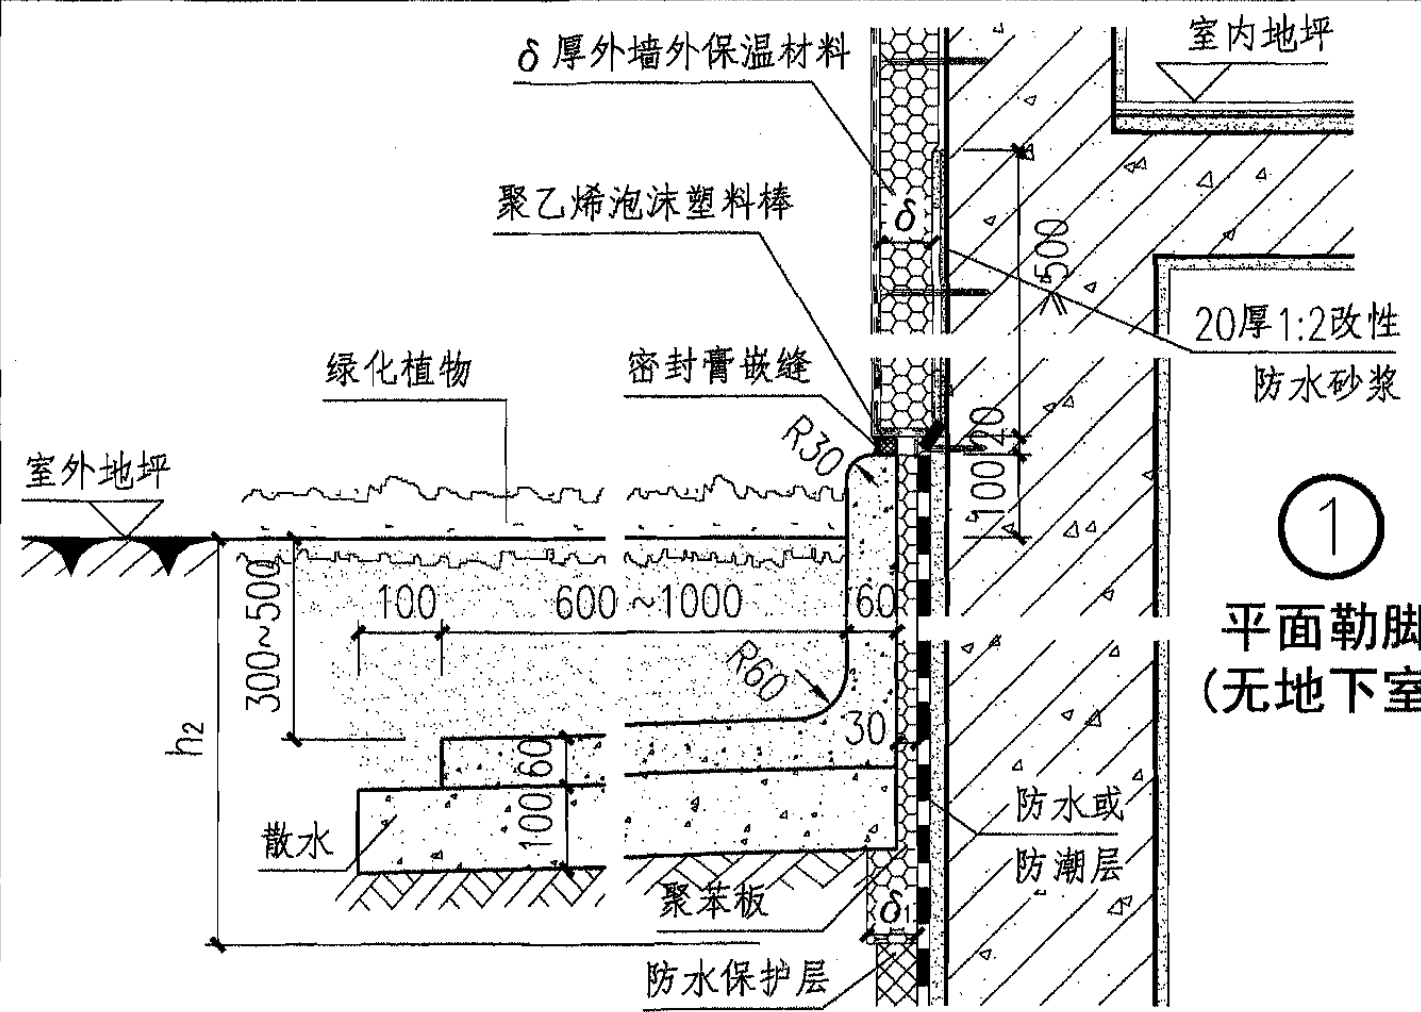 室内地坪
δ厚外墙外保温材料
聚乙烯泡沫塑料棒
δ
≥500
20厚1:2改性
防水砂浆
绿化植物
密封膏嵌缝
R30
20
100
室外地坪
1
平面勒脚
(无地下室
100
600~1000
60
300~500
R60
30
h2
60
100
散水
防水或
防潮层
聚苯板
δ1
防水保护层